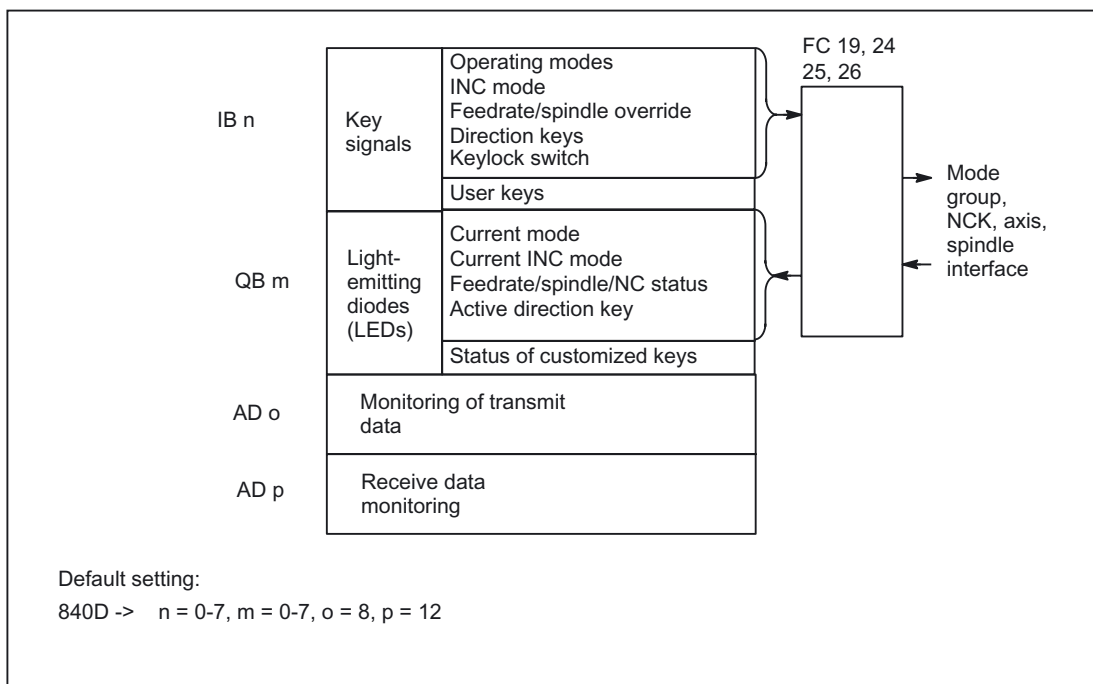 FC 19, 24
25, 26
IB n
Key
signals
Operating modes
INC mode
Feedrate/spindle override
Direction keys
Keylock switch
User keys
Mode
group,
NCK, axis,
spindle
interface
QB m
Light-
emitting
diodes
(LEDs)
Current mode
Current INC mode
Feedrate/spindle/NC status
Active direction key
Status of customized keys
AD o
Monitoring of transmit
data
AD p
Receive data
monitoring
Default setting:
840D -> n = 0-7, m = 0-7, o = 8, p = 12